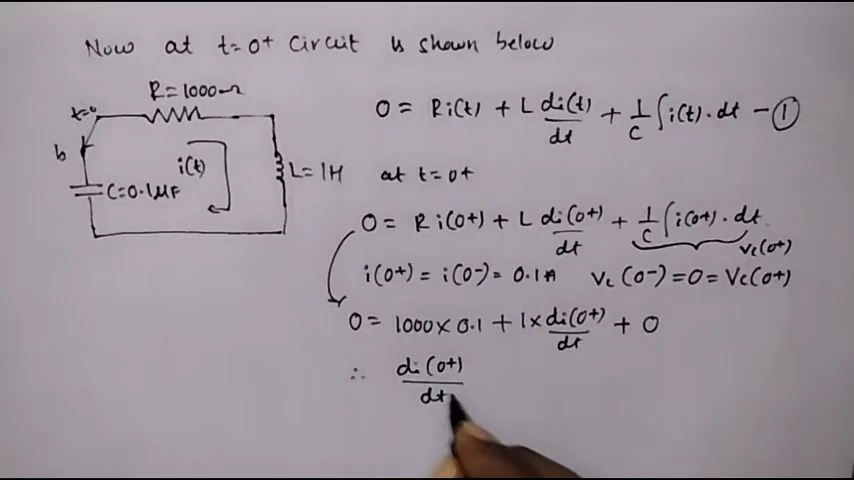 Now at t=0+ circuit is shown below
R=1000Ω
t=0
b
i(t)
C=0.1μF
L=1H
0 = Ri(t) + L di(t)/dt + 1/C ∫i(t)·dt - ①
at t=0+
0 = Ri(0+) + L di(0+)/dt + 1/C ∫i(0+)·dt
Vc(0+)
i(0+) = i(0-) = 0.1A Vc(0-)=0=Vc(0+)
0 = 1000×0.1 + 1× di(0+)/dt + 0
∴ di(0+)/dt